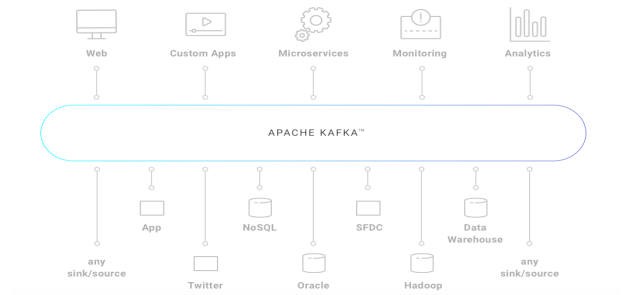 Web
Custom Apps
Microservices
Monitoring
Analytics
APACHE KAFKA™
App
NoSQL
SFDC
Data
Warehouse
any
sink/source
Twitter
Oracle
Hadoop
any
sink/source